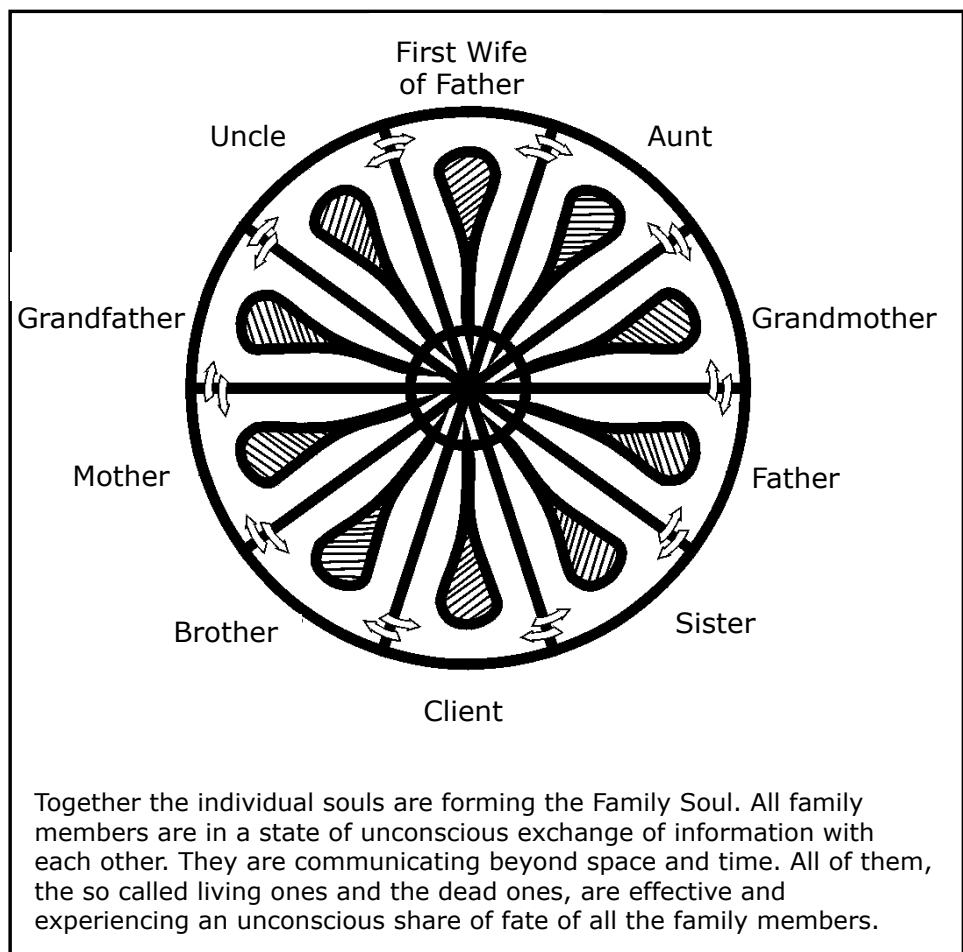 First Wife
of Father
Uncle
Aunt
Grandfather
Grandmother
Mother
Father
Brother
Sister
Client
Together the individual souls are forming the Family Soul. All family
members are in a state of unconscious exchange of information with
each other. They are communicating beyond space and time. All of them,
the so called living ones and the dead ones, are effective and
experiencing an unconscious share of fate of all the family members.